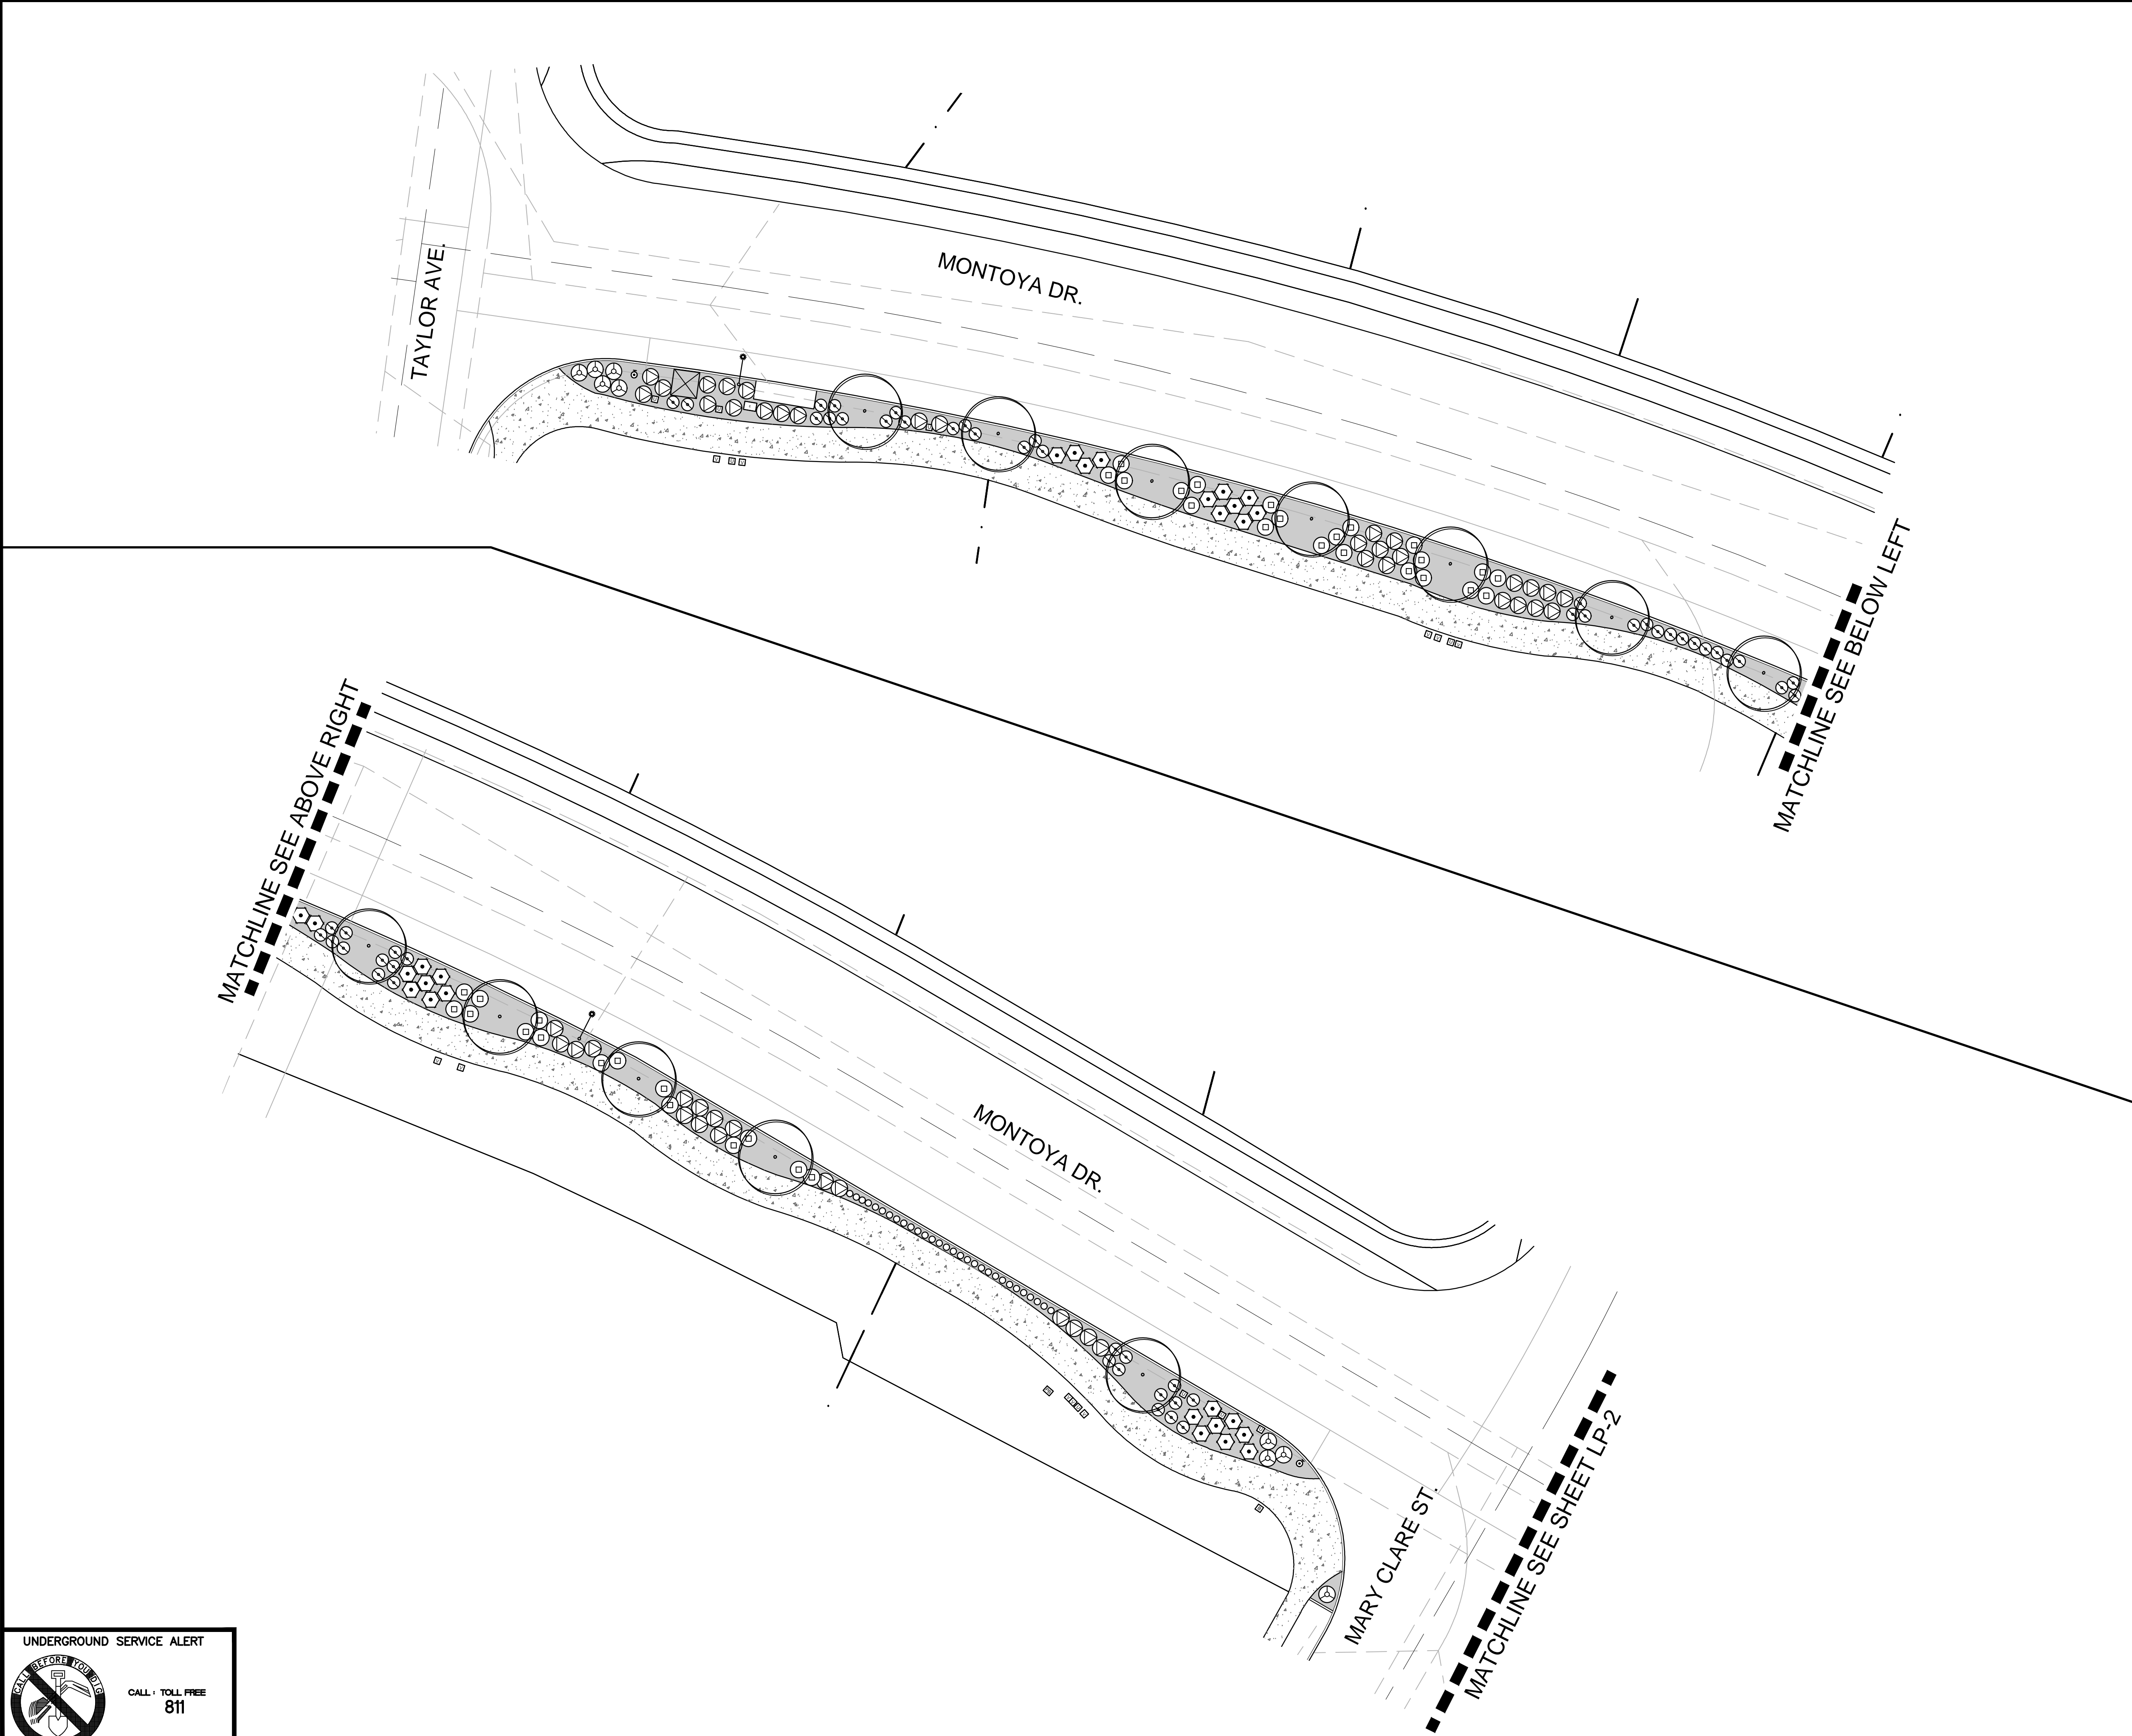 TAYLOR AVE.
MONTOYA DR.
MATCHLINE SEE BELOW LEFT
MATCHLINE SEE ABOVE RIGHT
MONTOYA DR.
MARY CLARE ST.
MATCHLINE SEE SHEET LP-2
UNDERGROUND SERVICE ALERT
CALL BEFORE YOU DIG
CALL: TOLL FREE
811